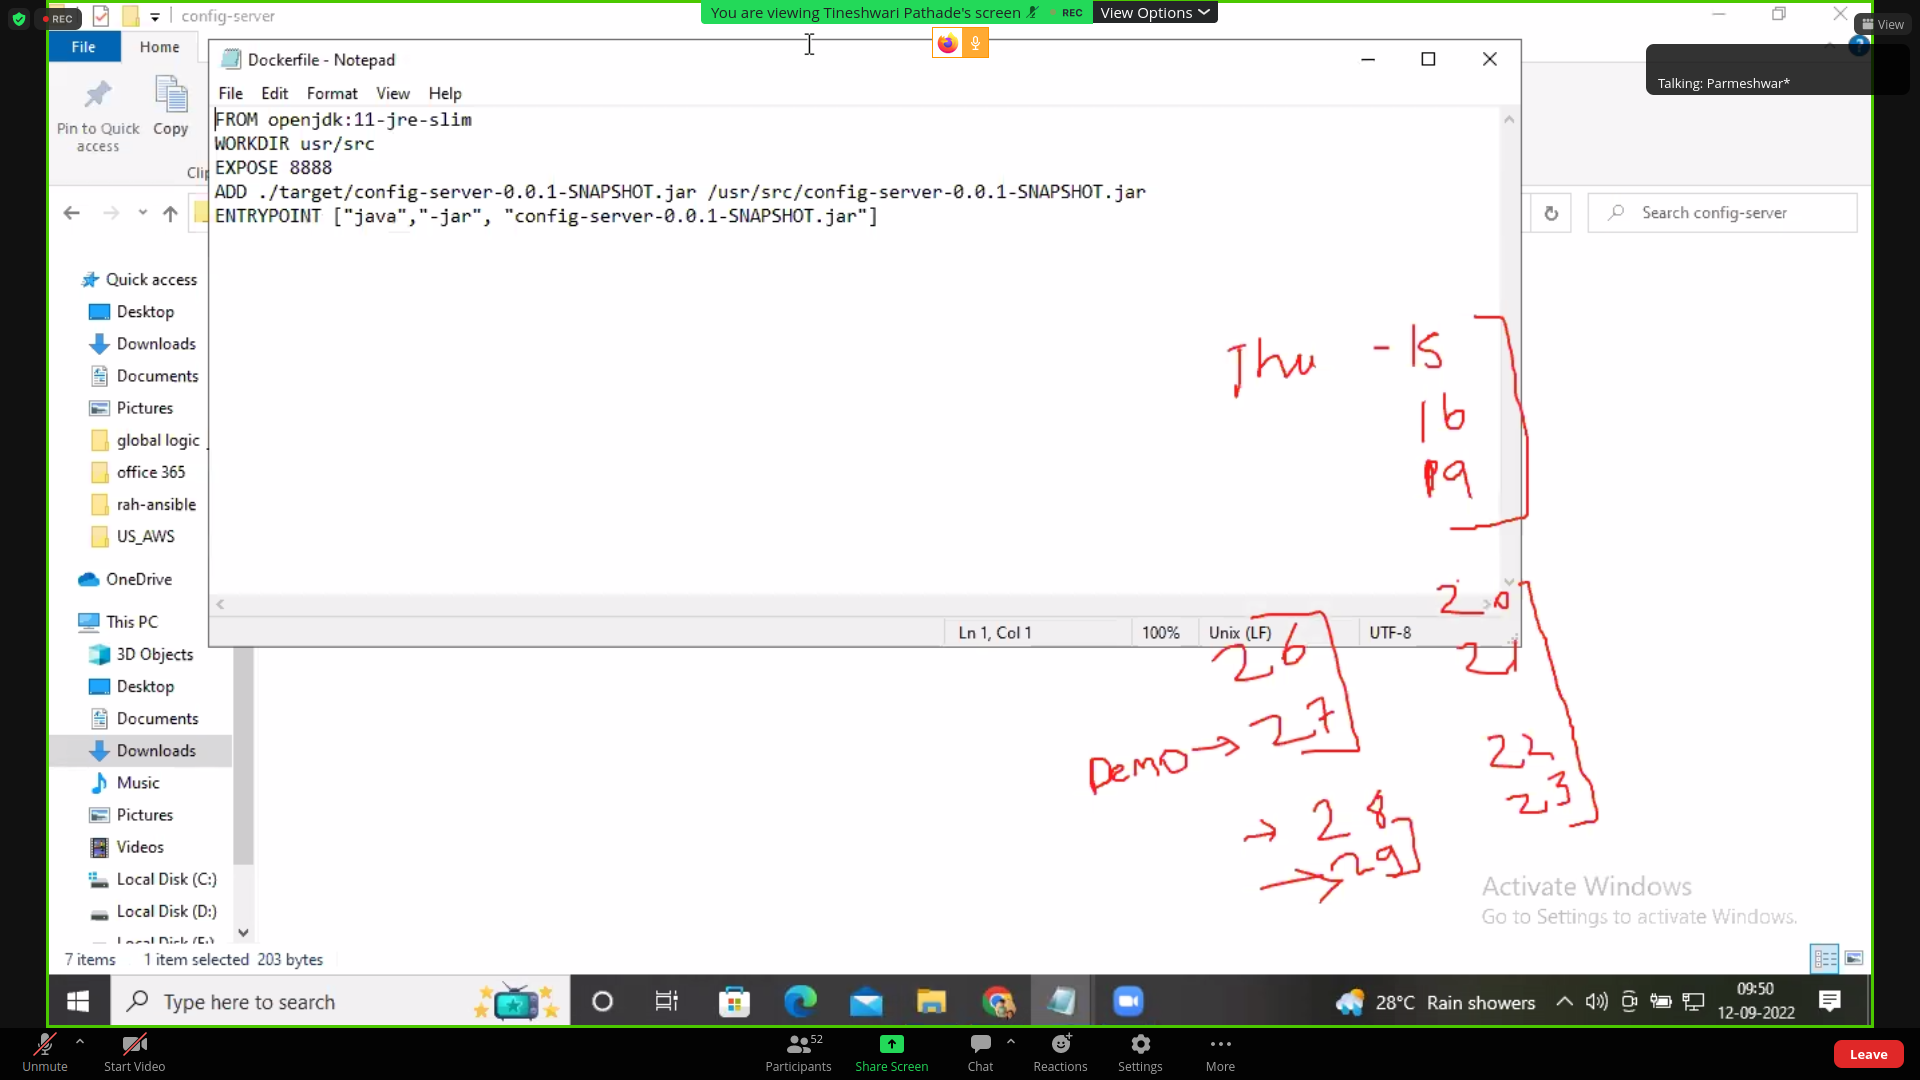 REC
config-server
You are viewing Tineshwari Pathade's screen
REC
View Options
View
File
Home
Talking: Parmeshwar*
Dockerfile - Notepad
File Edit Format View Help
Pin to Quick access
Copy
FROM openjdk:11-jre-slim
WORKDIR usr/src
EXPOSE 8888
ADD ./target/config-server-0.0.1-SNAPSHOT.jar /usr/src/config-server-0.0.1-SNAPSHOT.jar
ENTRYPOINT ["java","-jar", "config-server-0.0.1-SNAPSHOT.jar"]
Search config-server
Quick access
Desktop
Downloads
Documents
Pictures
global logic
office 365
rah-ansible
US_AWS
OneDrive
This PC
3D Objects
Desktop
Documents
Downloads
Music
Pictures
Videos
Local Disk (C:)
Local Disk (D:)
Thu - 15
16
19
20
21
22
23
26
27
Demo →
→ 28
→ 29
Ln 1, Col 1
100%
Unix (LF)
UTF-8
Activate Windows
Go to Settings to activate Windows.
7 items
1 item selected 203 bytes
Type here to search
28°C Rain showers
09:50
12-09-2022
Unmute
Start Video
52
Participants
Share Screen
Chat
Reactions
Settings
More
Leave